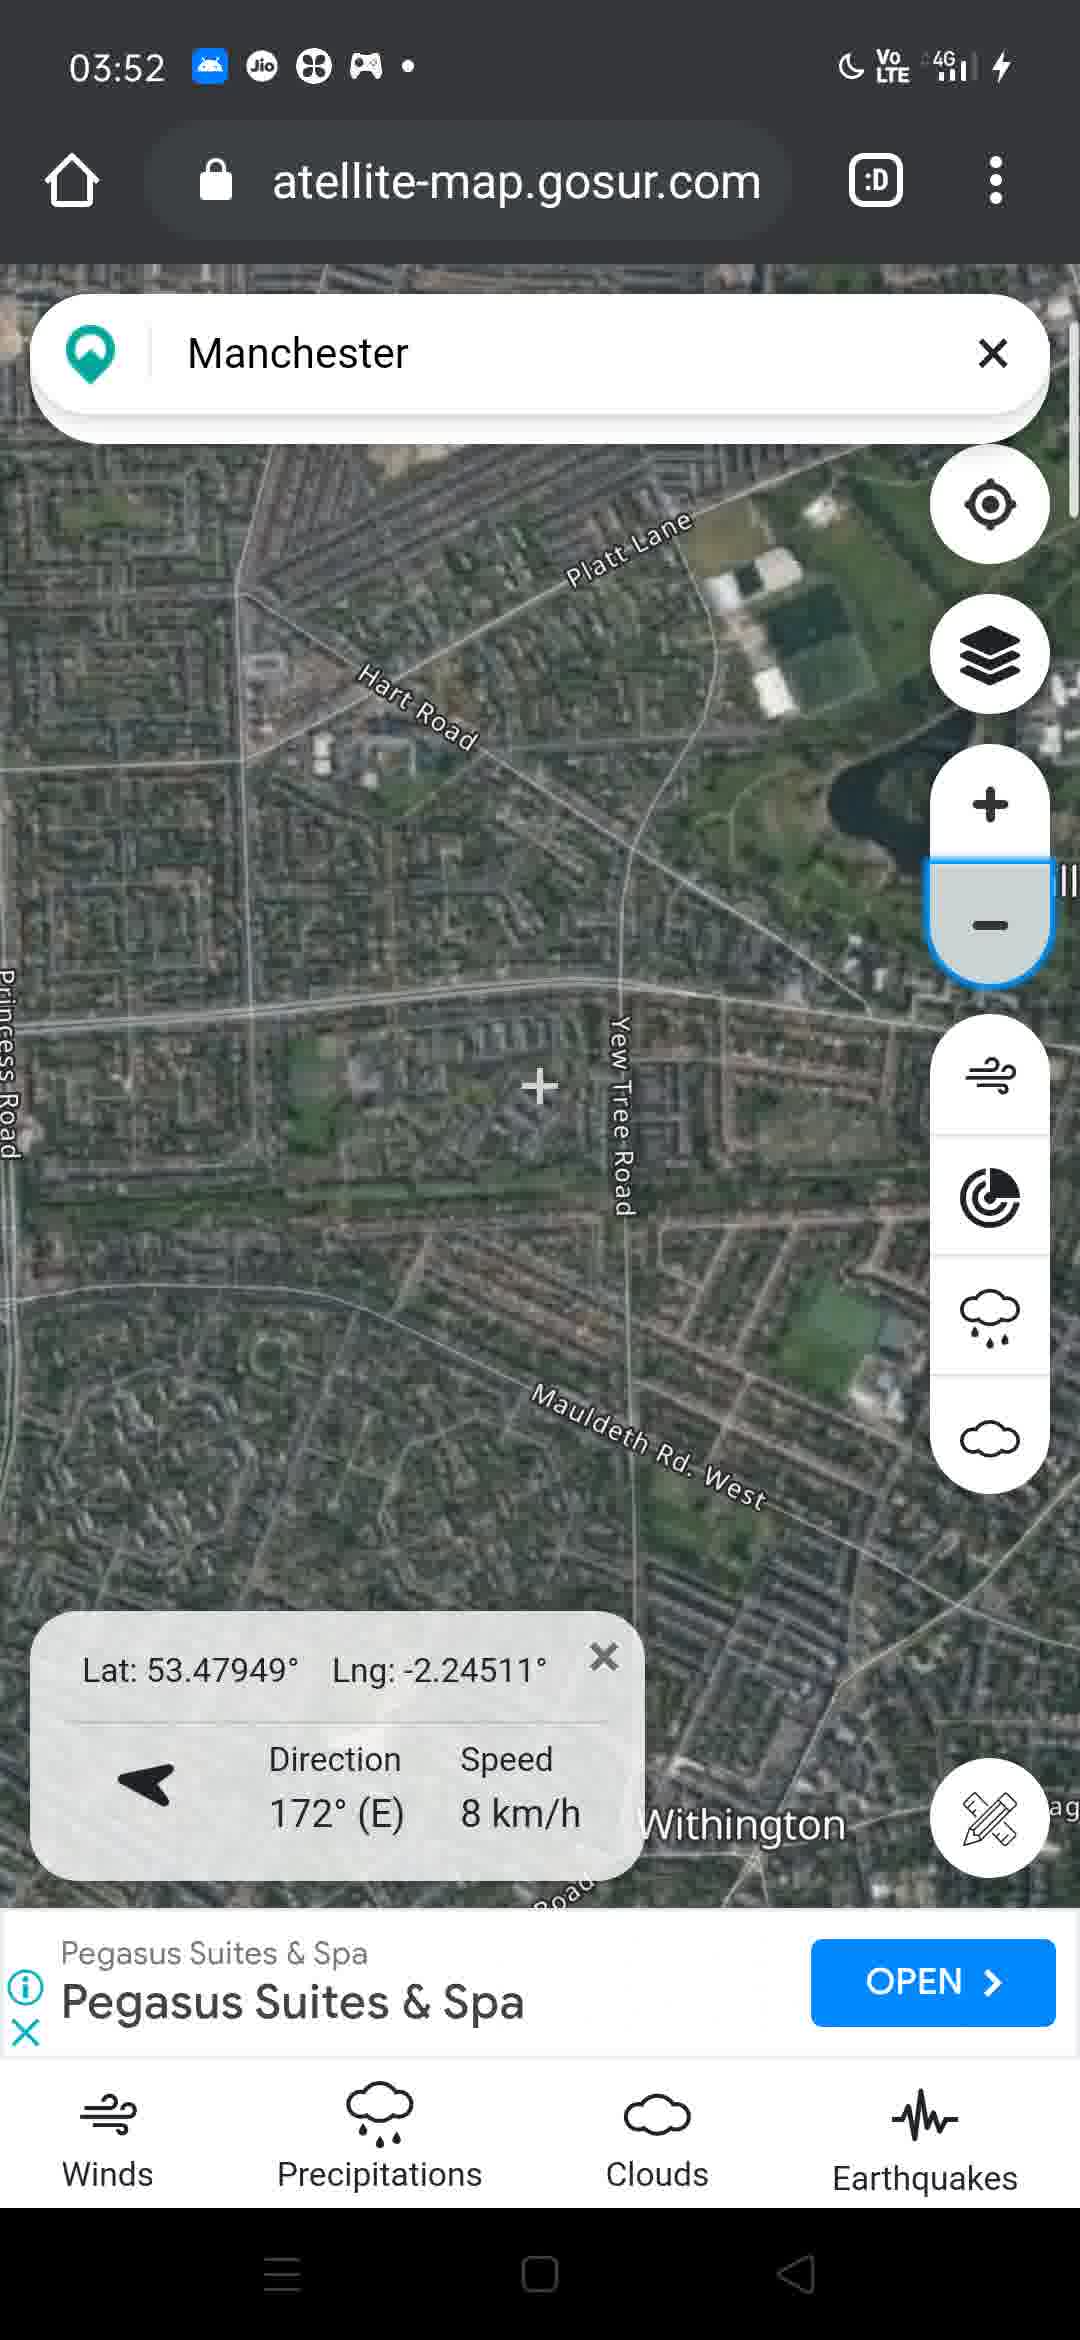 03:52
Jio
Vo
LTE
4G
atellite-map.gosur.com
:D
Manchester
Platt Lane
Hart Road
Princess Road
Yew Tree Road
Mauldeth Rd. West
Lat: 53.47949° Lng: -2.24511°
Direction Speed
172° (E) 8 km/h
Withington
Road
Pegasus Suites & Spa
Pegasus Suites & Spa
OPEN
Winds Precipitations Clouds Earthquakes